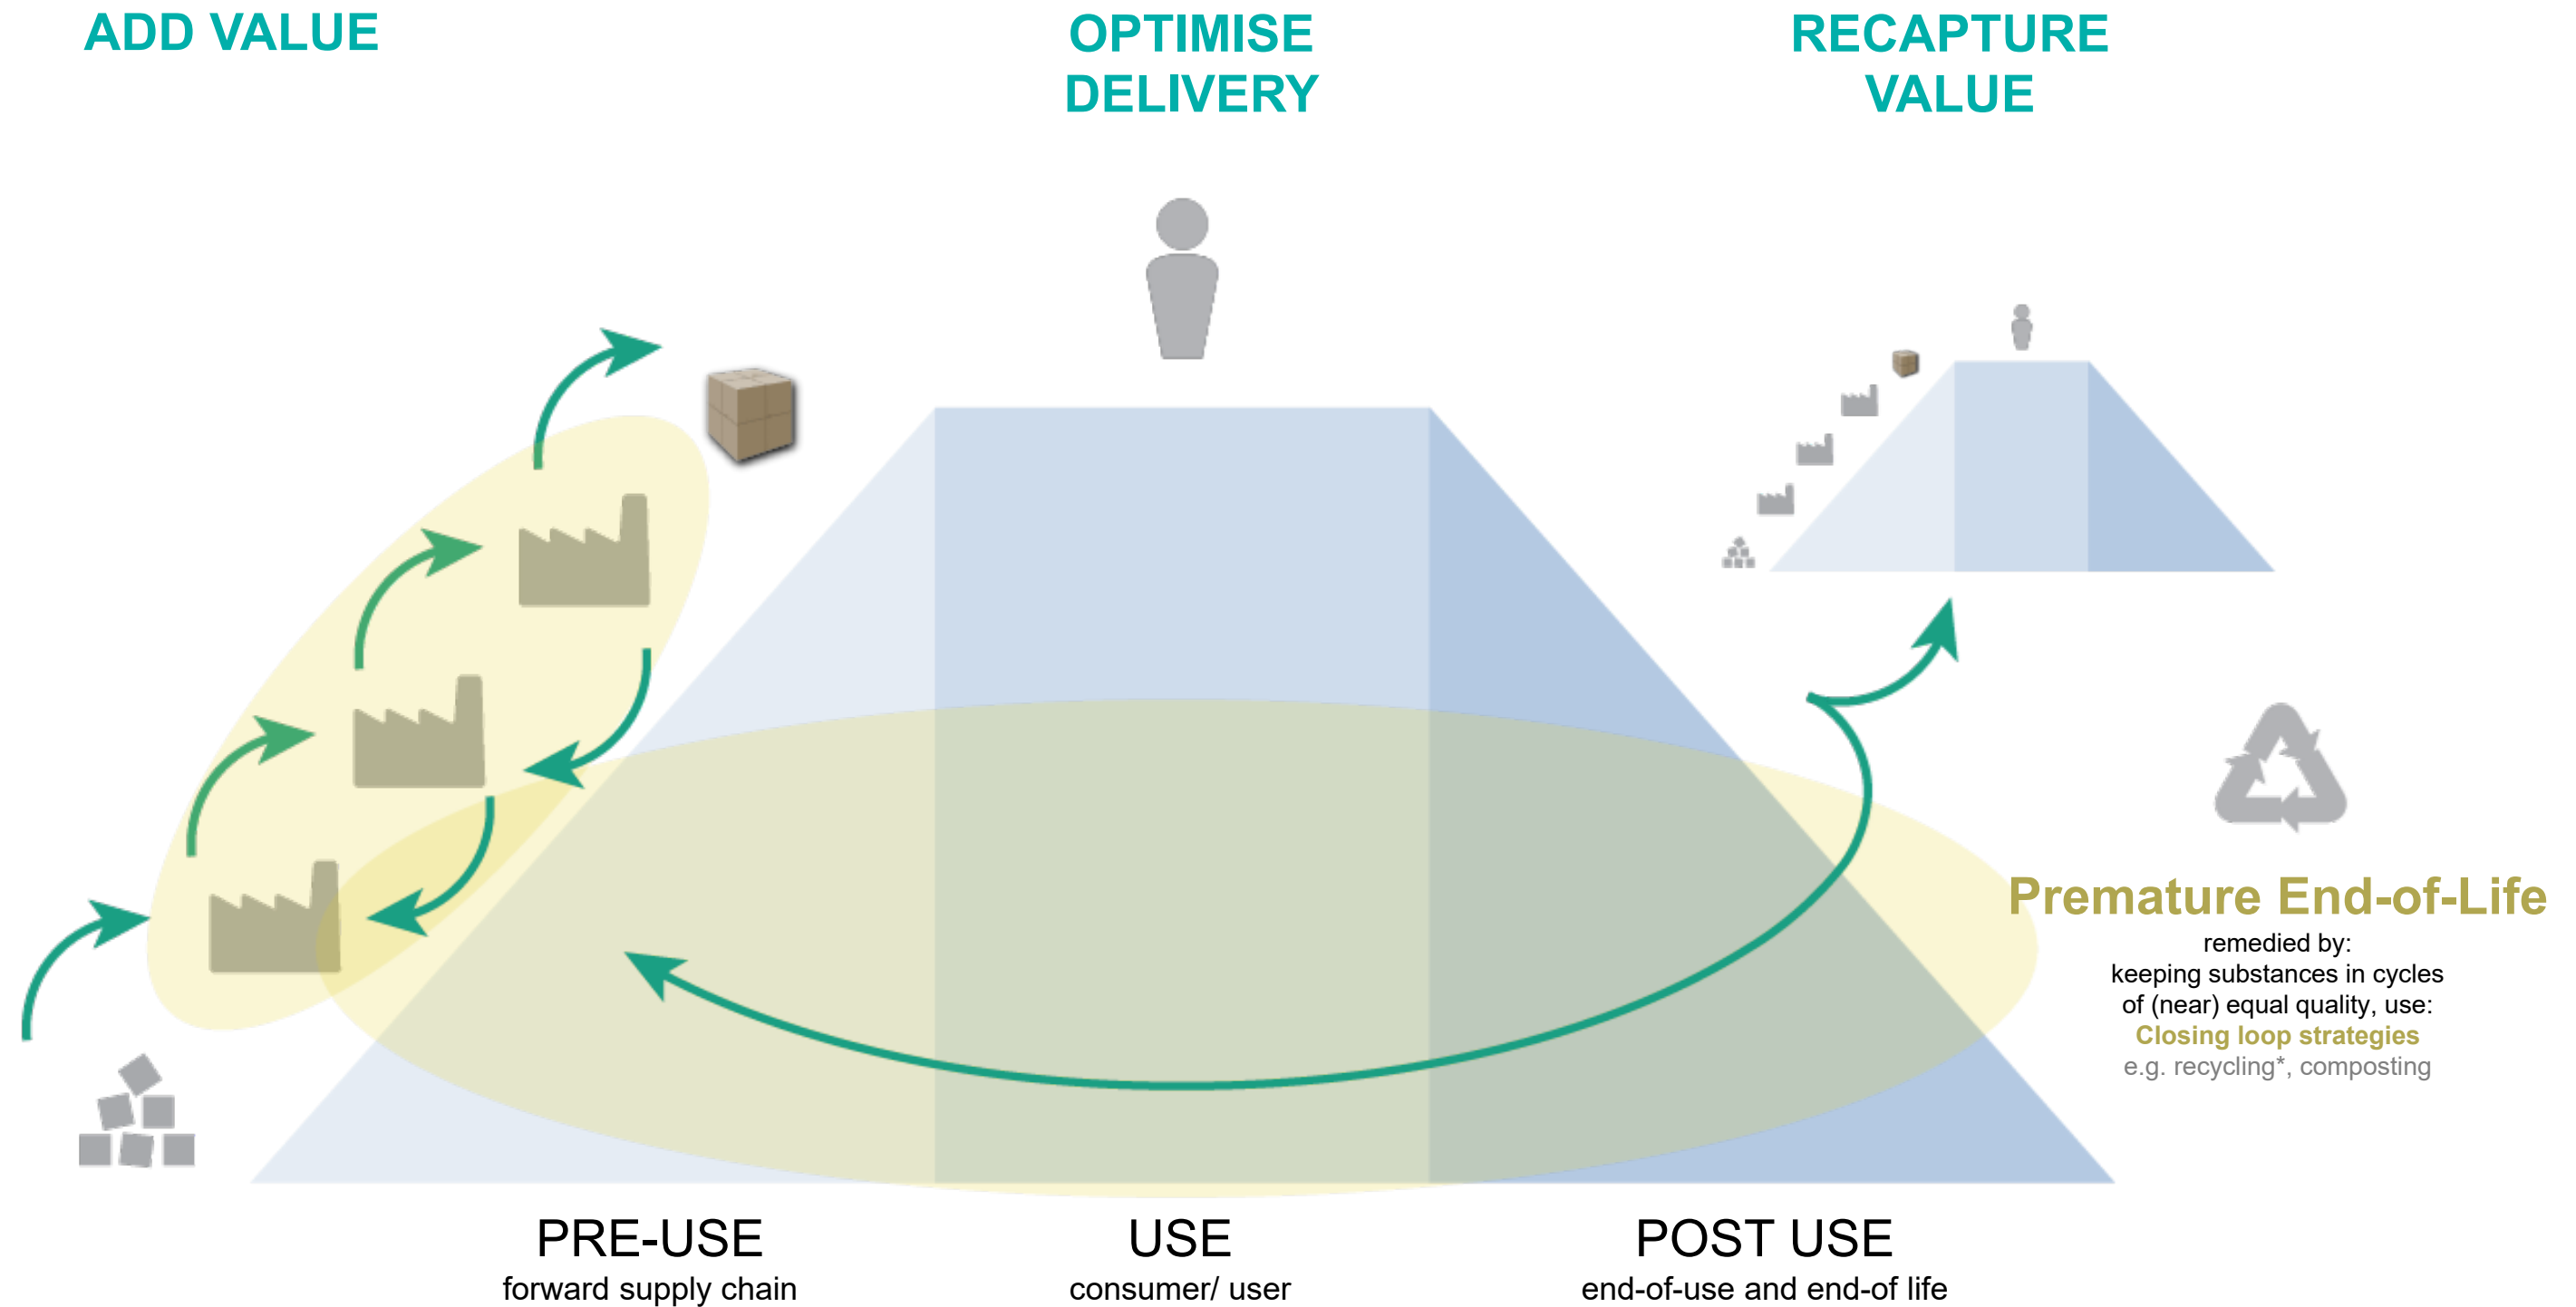 ADD VALUE
OPTIMISE
DELIVERY
RECAPTURE
VALUE
Premature End-of-Life
remedied by:
keeping substances in cycles
of (near) equal quality, use:
Closing loop strategies
e.g. recycling*, composting
PRE-USE
forward supply chain
USE
consumer/ user
POST USE
end-of-use and end-of life